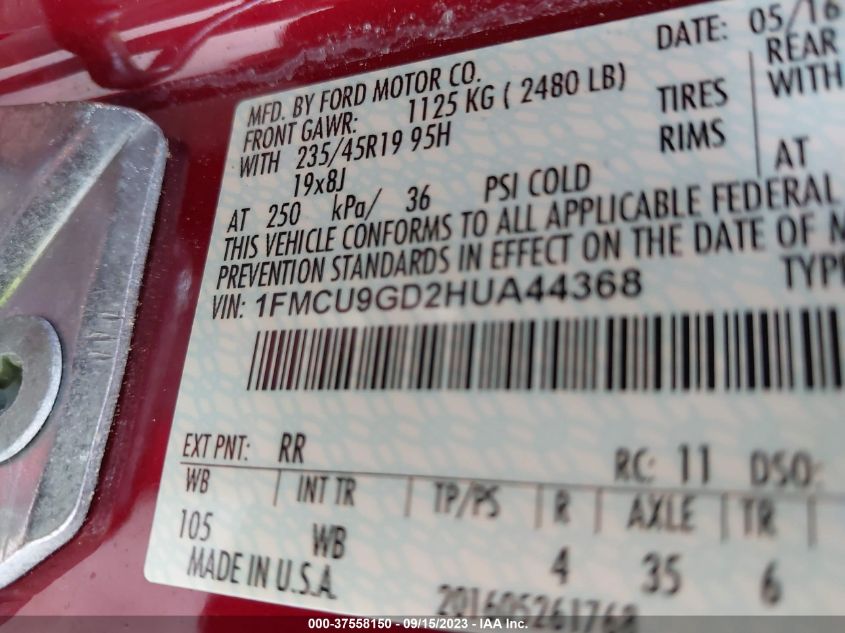 MFD. BY FORD MOTOR CO.
DATE: 05/16
FRONT GAWR: 1125 KG ( 2480 LB)
REAR
WITH 235/45R19 95H TIRES
WITH
19x8J RIMS
AT 250 kPa/ 36 PSI COLD
AT
THIS VEHICLE CONFORMS TO ALL APPLICABLE FEDERAL
PREVENTION STANDARDS IN EFFECT ON THE DATE OF M
VIN: 1FMCU9GD2HUA44368
TYPE
EXT PNT: RR RC: 11 DSO:
WB | INT TR | TP/PS | R | AXLE | TR
105 WB 4 35 6
MADE IN U.S.A.
201605261768
000-37558150 - 09/15/2023 - IAA Inc.